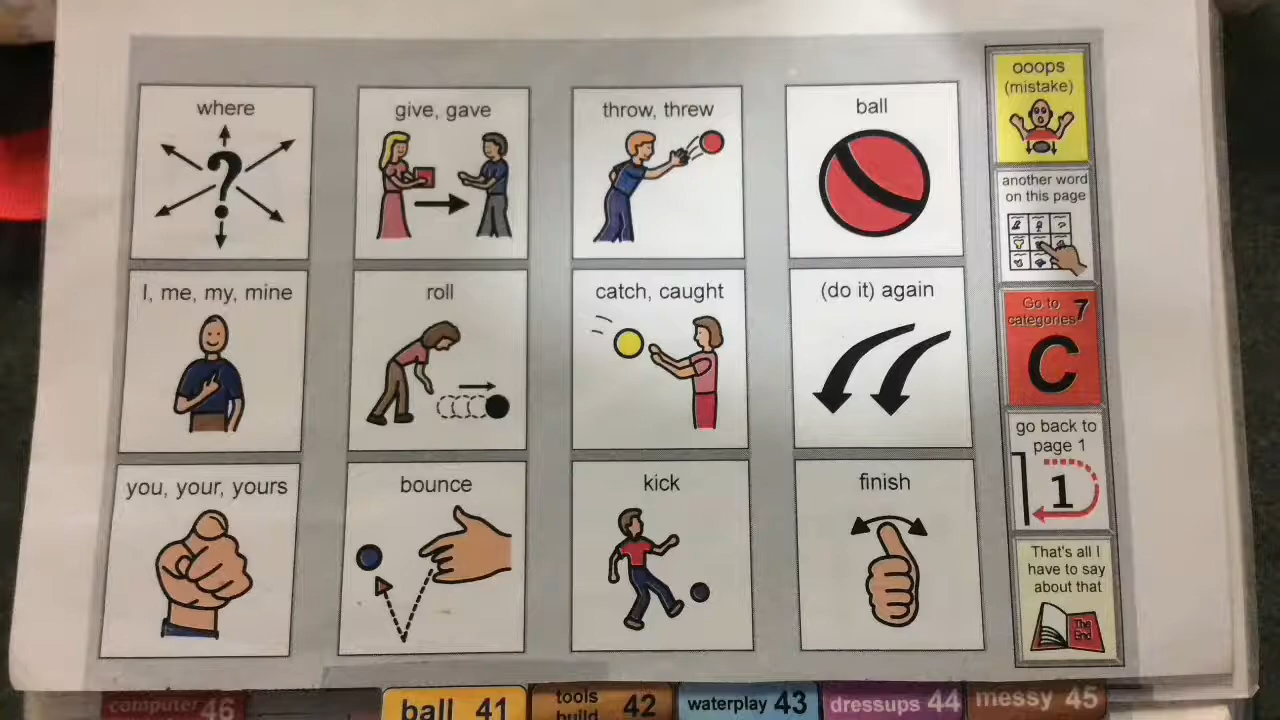 where
give, gave
throw, threw
ball
I, me, my, mine
roll
catch, caught
(do it) again
you, your, yours
bounce
kick
finish
ooops
(mistake)
another word
on this page
Go to
categories 7
C
go back to
page 1
1
That's all I
have to say
about that
The
End
computer 46
ball 41
tools
build 42
waterplay 43
dressups 44
messy 45